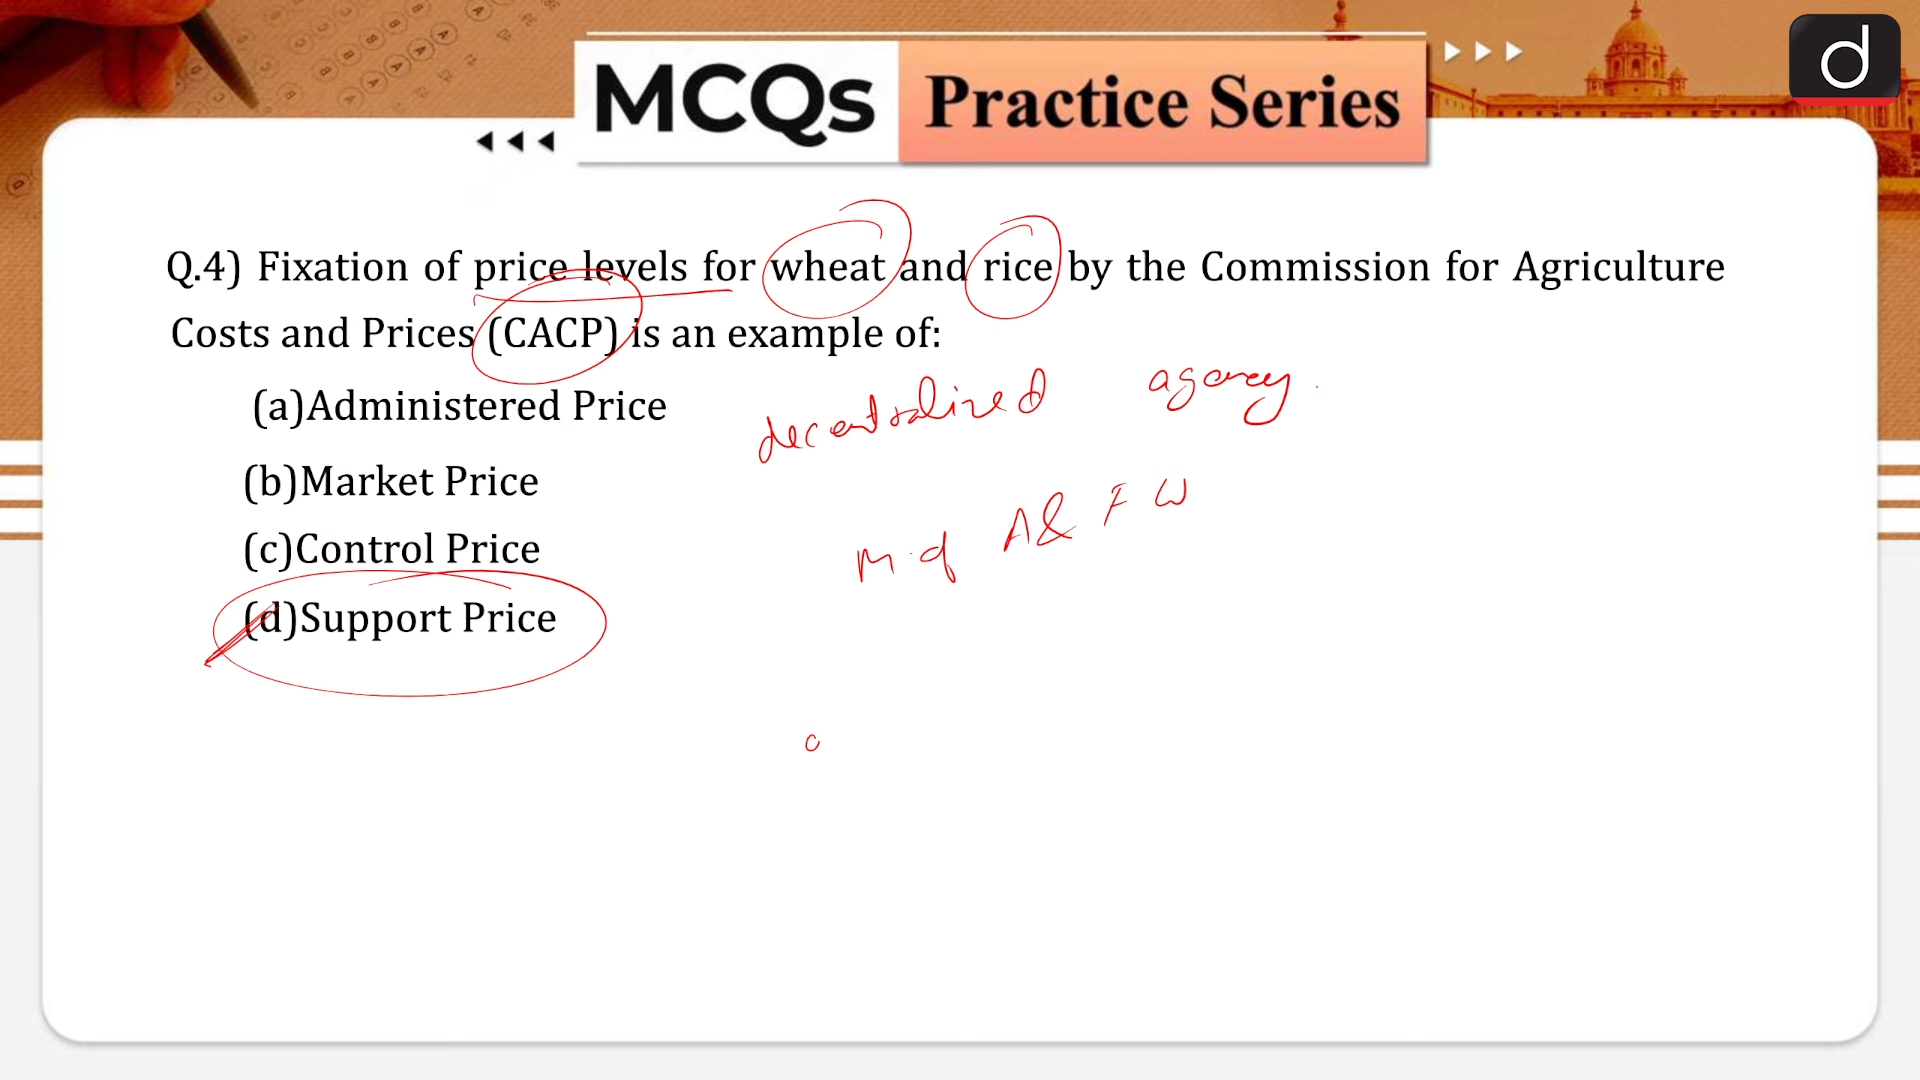 MCQs Practice Series
d
Q.4) Fixation of price levels for wheat and rice by the Commission for Agriculture
Costs and Prices (CACP) is an example of:
(a)Administered Price
decentralized agency.
(b)Market Price
M. of A& F W
(c)Control Price
(d)Support Price